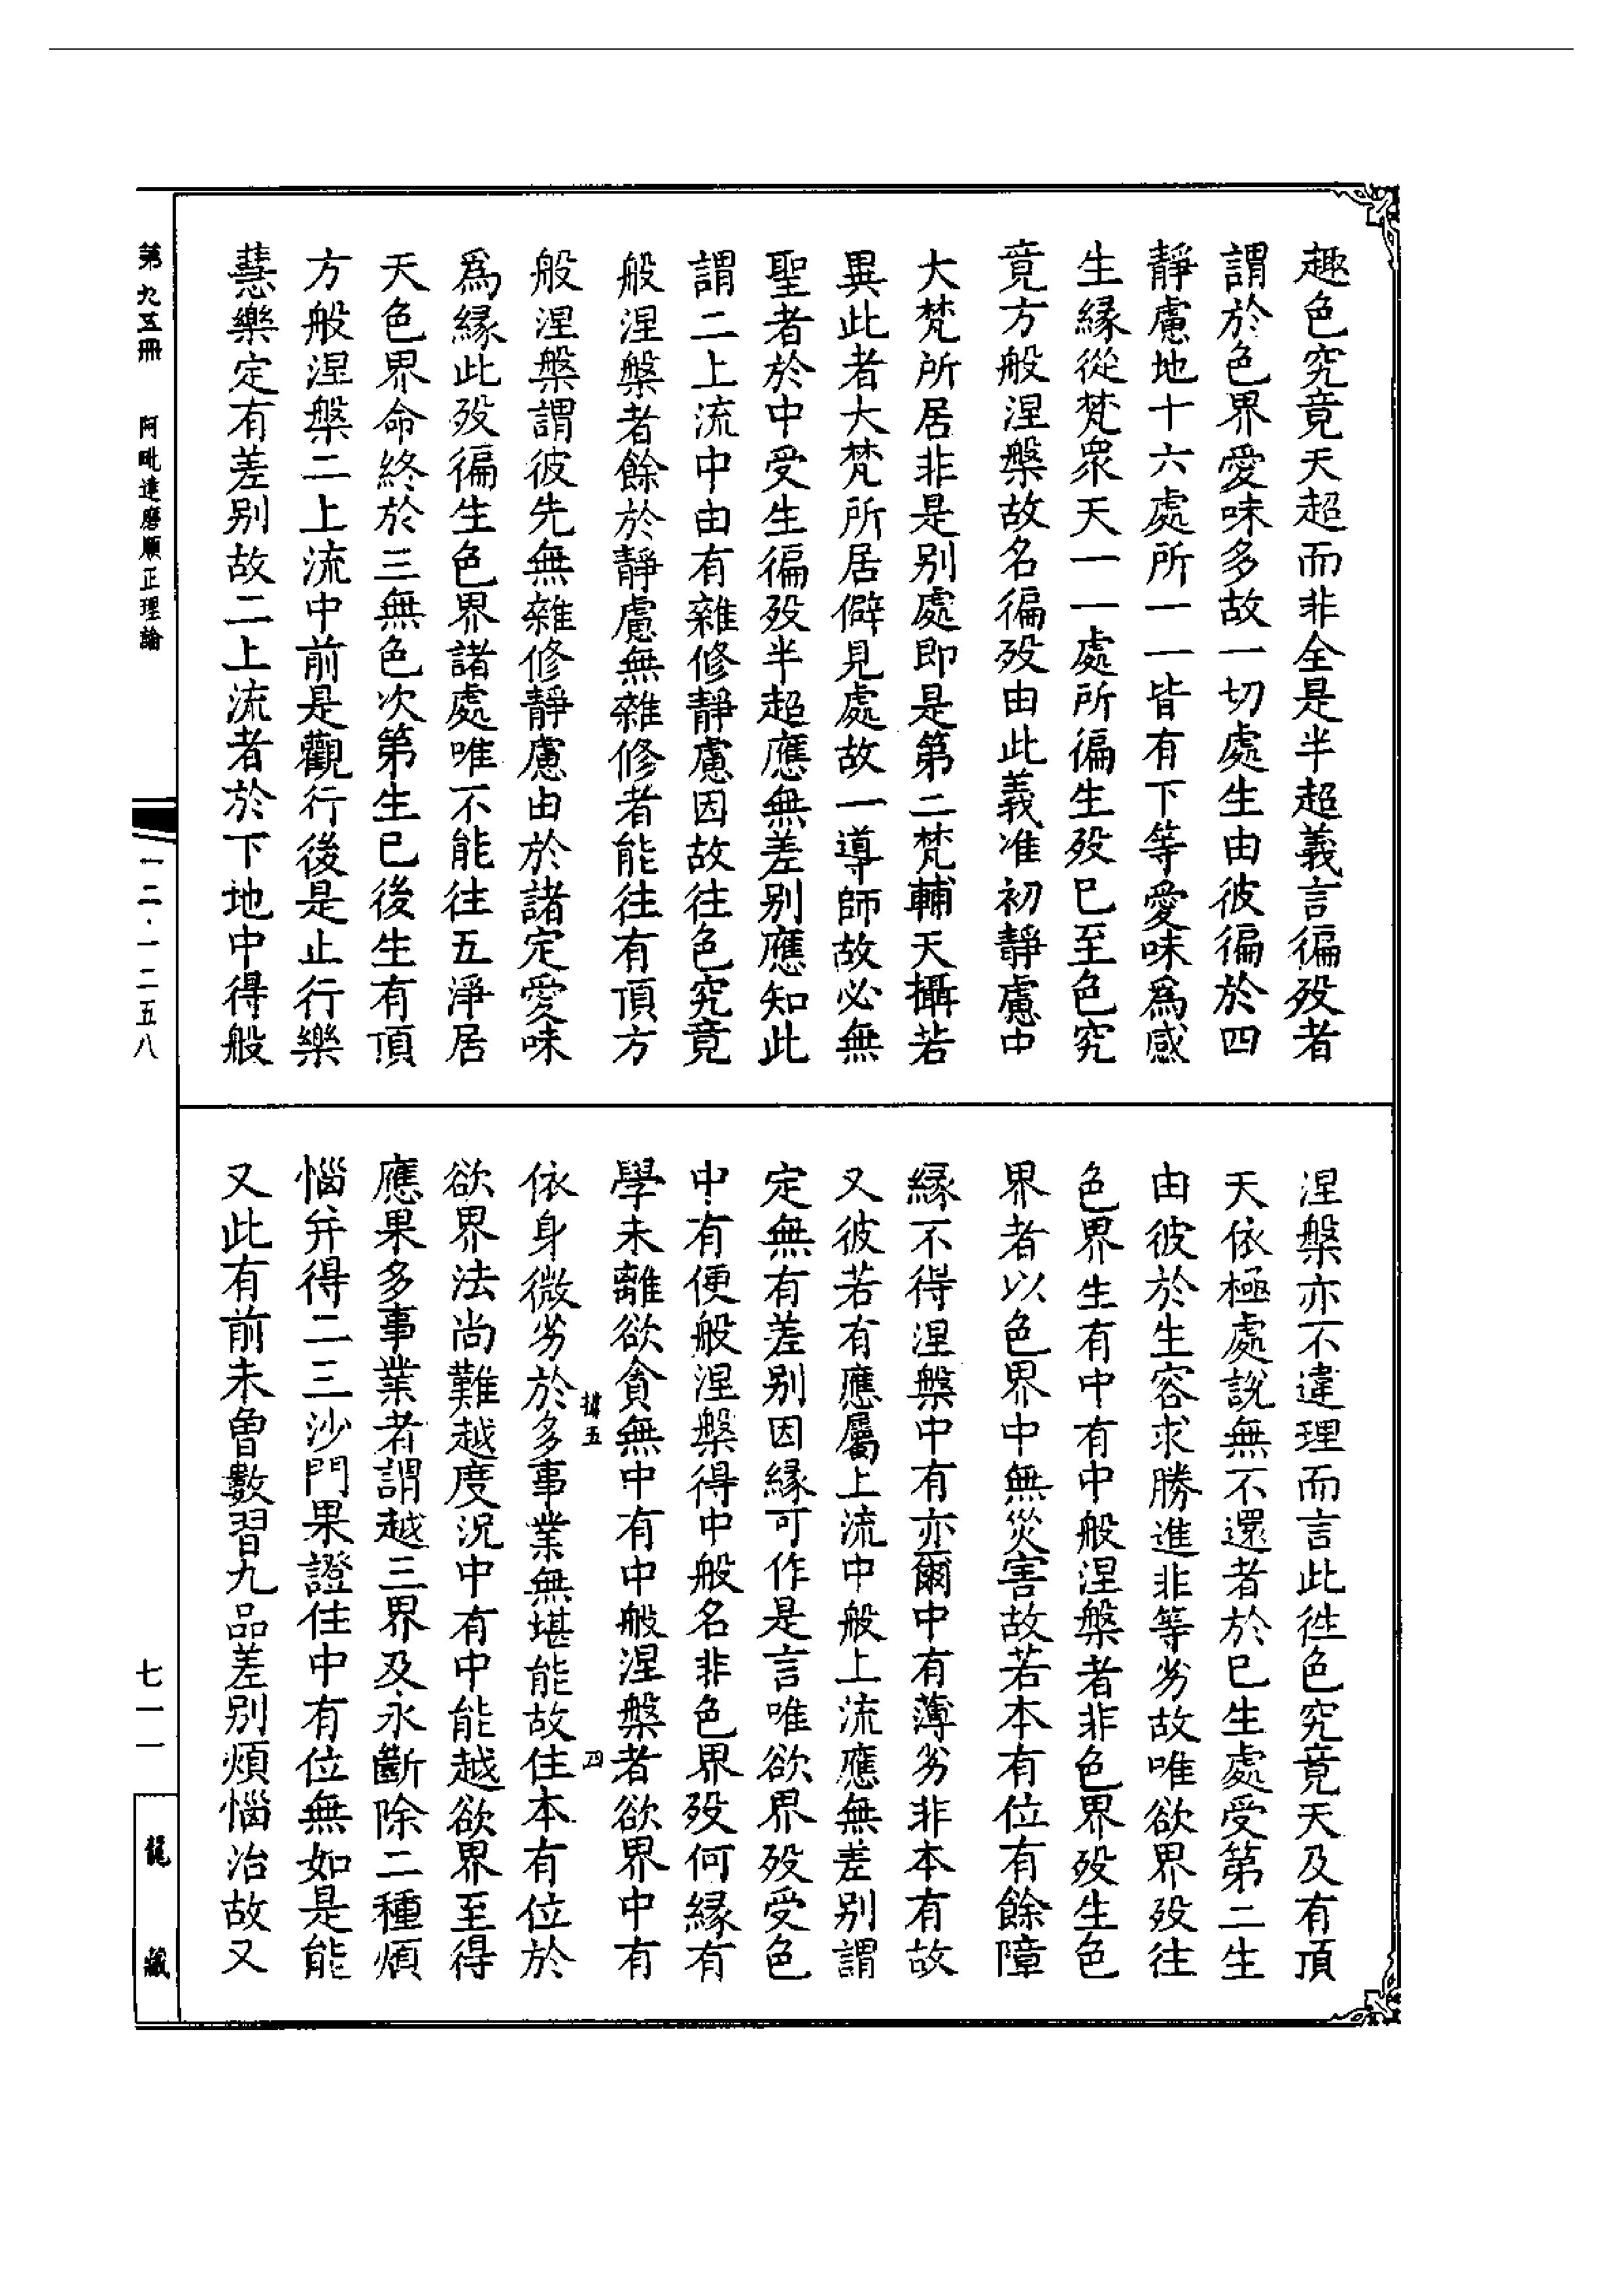 趣色究竟天超而非全是半超義言徧歿者
謂於色界愛味多故一切處生由彼徧於四
靜慮地十六處所一一皆有下等愛味為感
生緣從梵衆天一一處所徧生歿已至色究
竟方般涅槃故名徧歿由此義准初靜慮中
大梵所居非是别處即是第二梵輔天攝若
異此者大梵所居僻見處故一導師故必無
聖者於中受生徧歿半超應無差别應知此
謂二上流中由有雜修靜慮因故往色究竟
般涅槃者餘於靜慮無雜修者能往有頂方
般涅槃謂彼先無雜修靜慮由於諸定愛味
為緣此歿徧生色界諸處唯不能往五淨居
天色界命終於三無色次第生已後生有頂
方般涅槃二上流中前是觀行後是止行樂
慧樂定有差别故二上流者於下地中得般
涅槃亦不違理而言此徃色究竟天及有頂
天依極處說無不還者於已生處受第二生
由彼於生容求勝進非等劣故唯欲界歿往
色界生有中有中般涅槃者非色界歿生色
界者以色界中無災害故若本有位有餘障
緣不得涅槃中有亦爾中有薄劣非本有故
又彼若有應屬上流中般上流應無差别謂
定無有差别因緣可作是言唯欲界歿受色
中有便般涅槃得中般名非色界歿何緣有
學未離欲貪無中有中般涅槃者欲界中有
依身微劣於多事業無堪能故住本有位於
欲界法尚難越度況中有中能越欲界至得
應果多事業者謂越三界及永斷除二種煩
惱并得二三沙門果證住中有位無如是能
又此有前未曾數習九品差别煩惱治故又
構五
四
第九五冊　阿毗達磨順正理論
一二·一二五八
七一一
龍藏